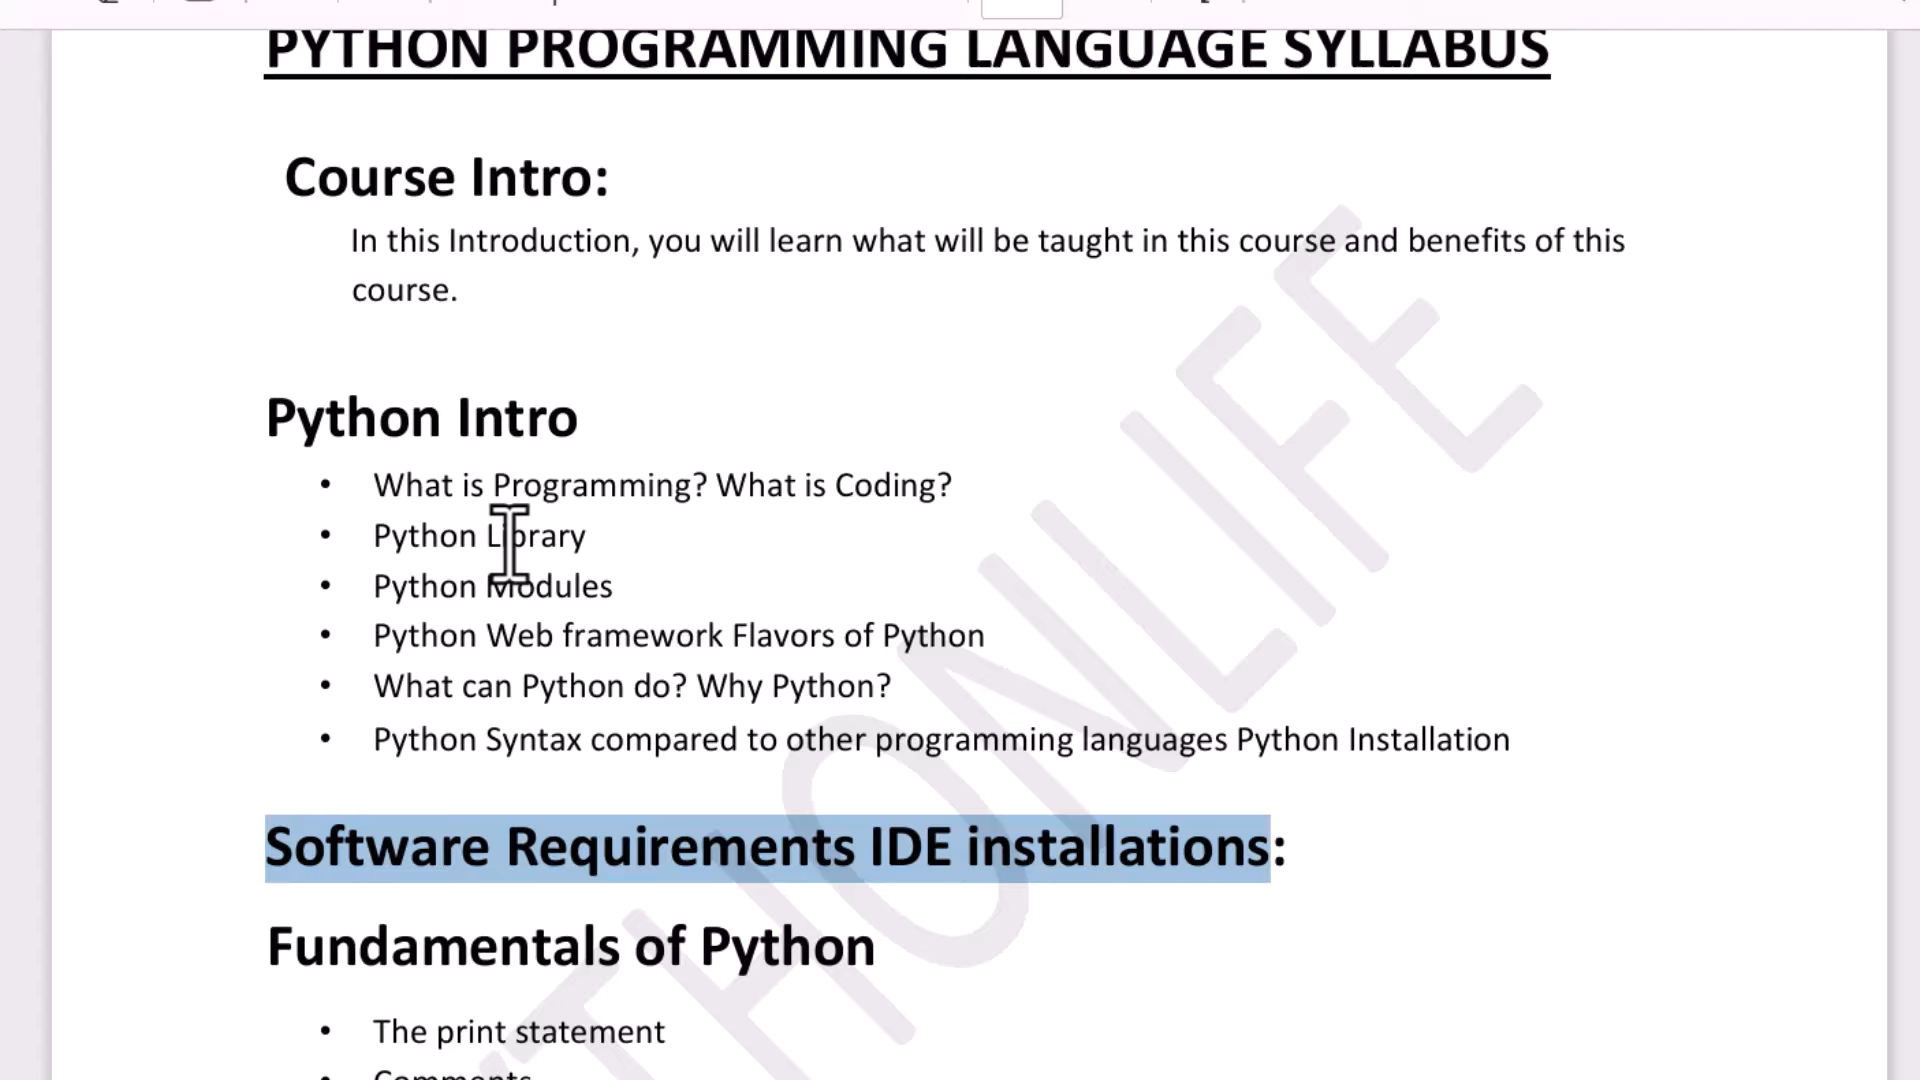 PYTHON PROGRAMMING LANGUAGE SYLLABUS
Course Intro:
In this Introduction, you will learn what will be taught in this course and benefits of this
course.
Python Intro
• What is Programming? What is Coding?
• Python Library
• Python Modules
• Python Web framework Flavors of Python
• What can Python do? Why Python?
• Python Syntax compared to other programming languages Python Installation
Software Requirements IDE installations:
Fundamentals of Python
• The print statement
• Comments
THONLIFE